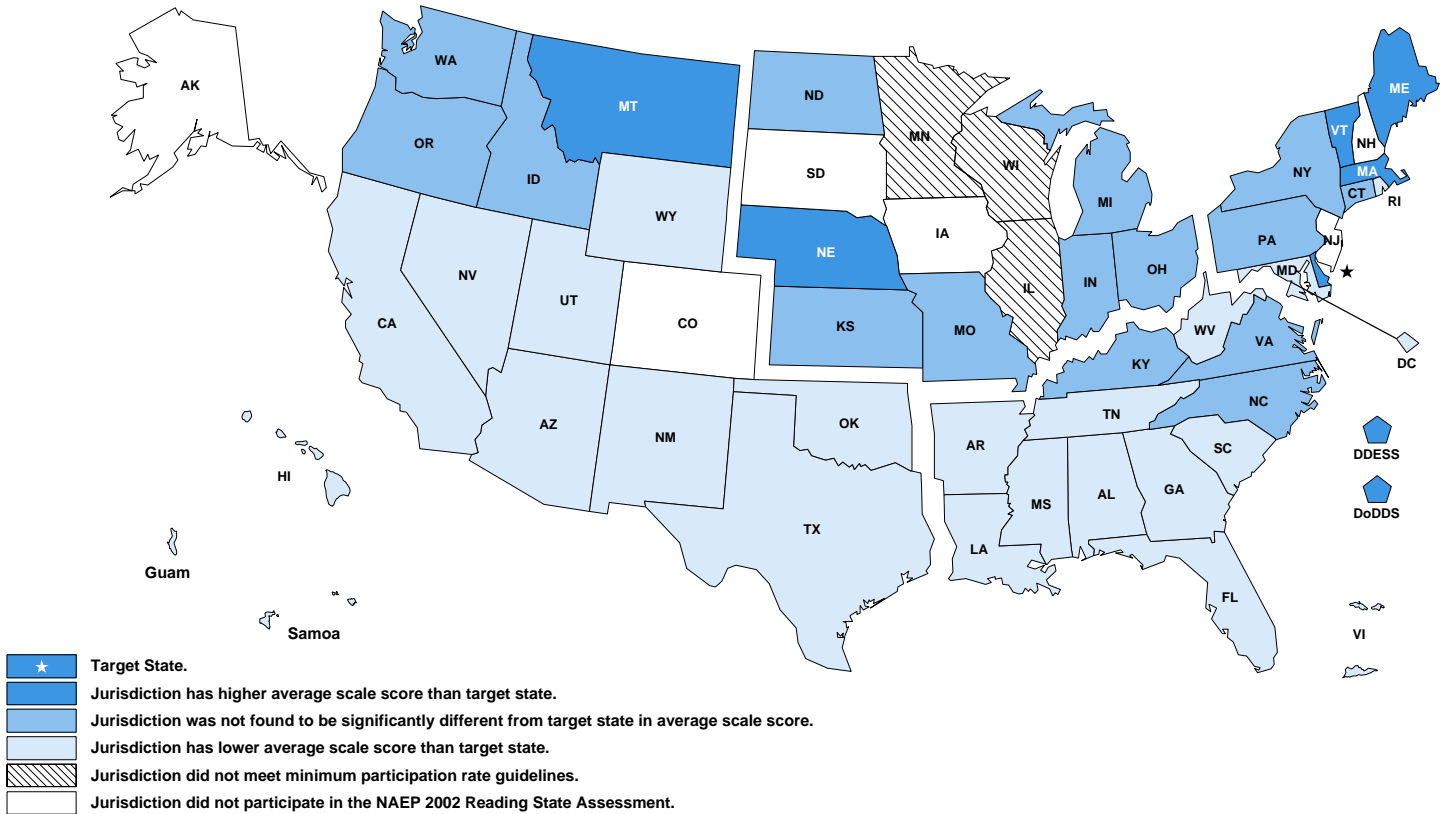 WA
MT
ND
MN
ME
AK
OR
ID
SD
WI
MI
NY
VT
NH
MA
CT
RI
WY
NE
IA
PA
NJ
NV
UT
CO
KS
MO
IL
IN
OH
MD
WV
VA
DC
CA
KY
AZ
NM
OK
AR
TN
NC
SC
DDESS
HI
TX
LA
MS
AL
GA
DoDDS
Guam
FL
Samoa
VI
Target State.
Jurisdiction has higher average scale score than target state.
Jurisdiction was not found to be significantly different from target state in average scale score.
Jurisdiction has lower average scale score than target state.
Jurisdiction did not meet minimum participation rate guidelines.
Jurisdiction did not participate in the NAEP 2002 Reading State Assessment.